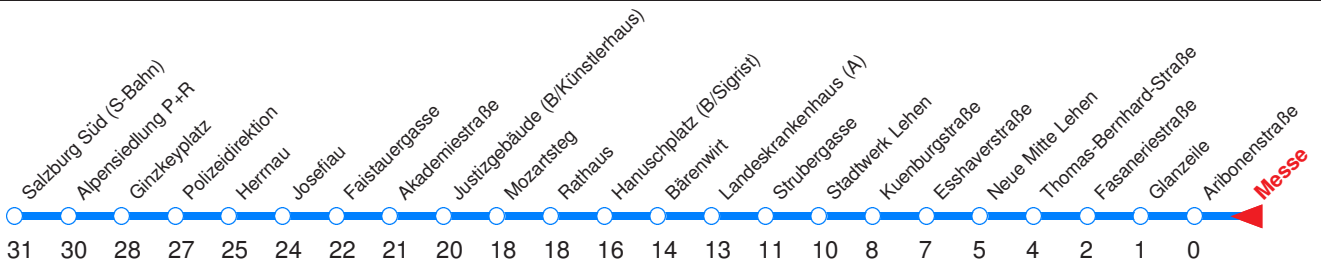 Salzburg Süd (S-Bahn)
Alpensiedlung P+R
Ginzkeyplatz
Polizeidirektion
Herrnau
Josefiau
Faistauergasse
Akademiestraße
Justizgebäude (B/Künstlerhaus)
Mozartsteg
Rathaus
Hanuschplatz (B/Sigrist)
Bärenwirt
Landeskrankenhaus (A)
Strubergasse
Stadtwerk Lehen
Kuenburgstraße
Esshaverstraße
Neue Mitte Lehen
Thomas-Bernhard-Straße
Fasaneriestraße
Glanzeile
Aribonenstraße
Messe
31 30 28 27 25 24 22 21 20 18 18 16 14 13 11 10 8 7 5 4 2 1 0